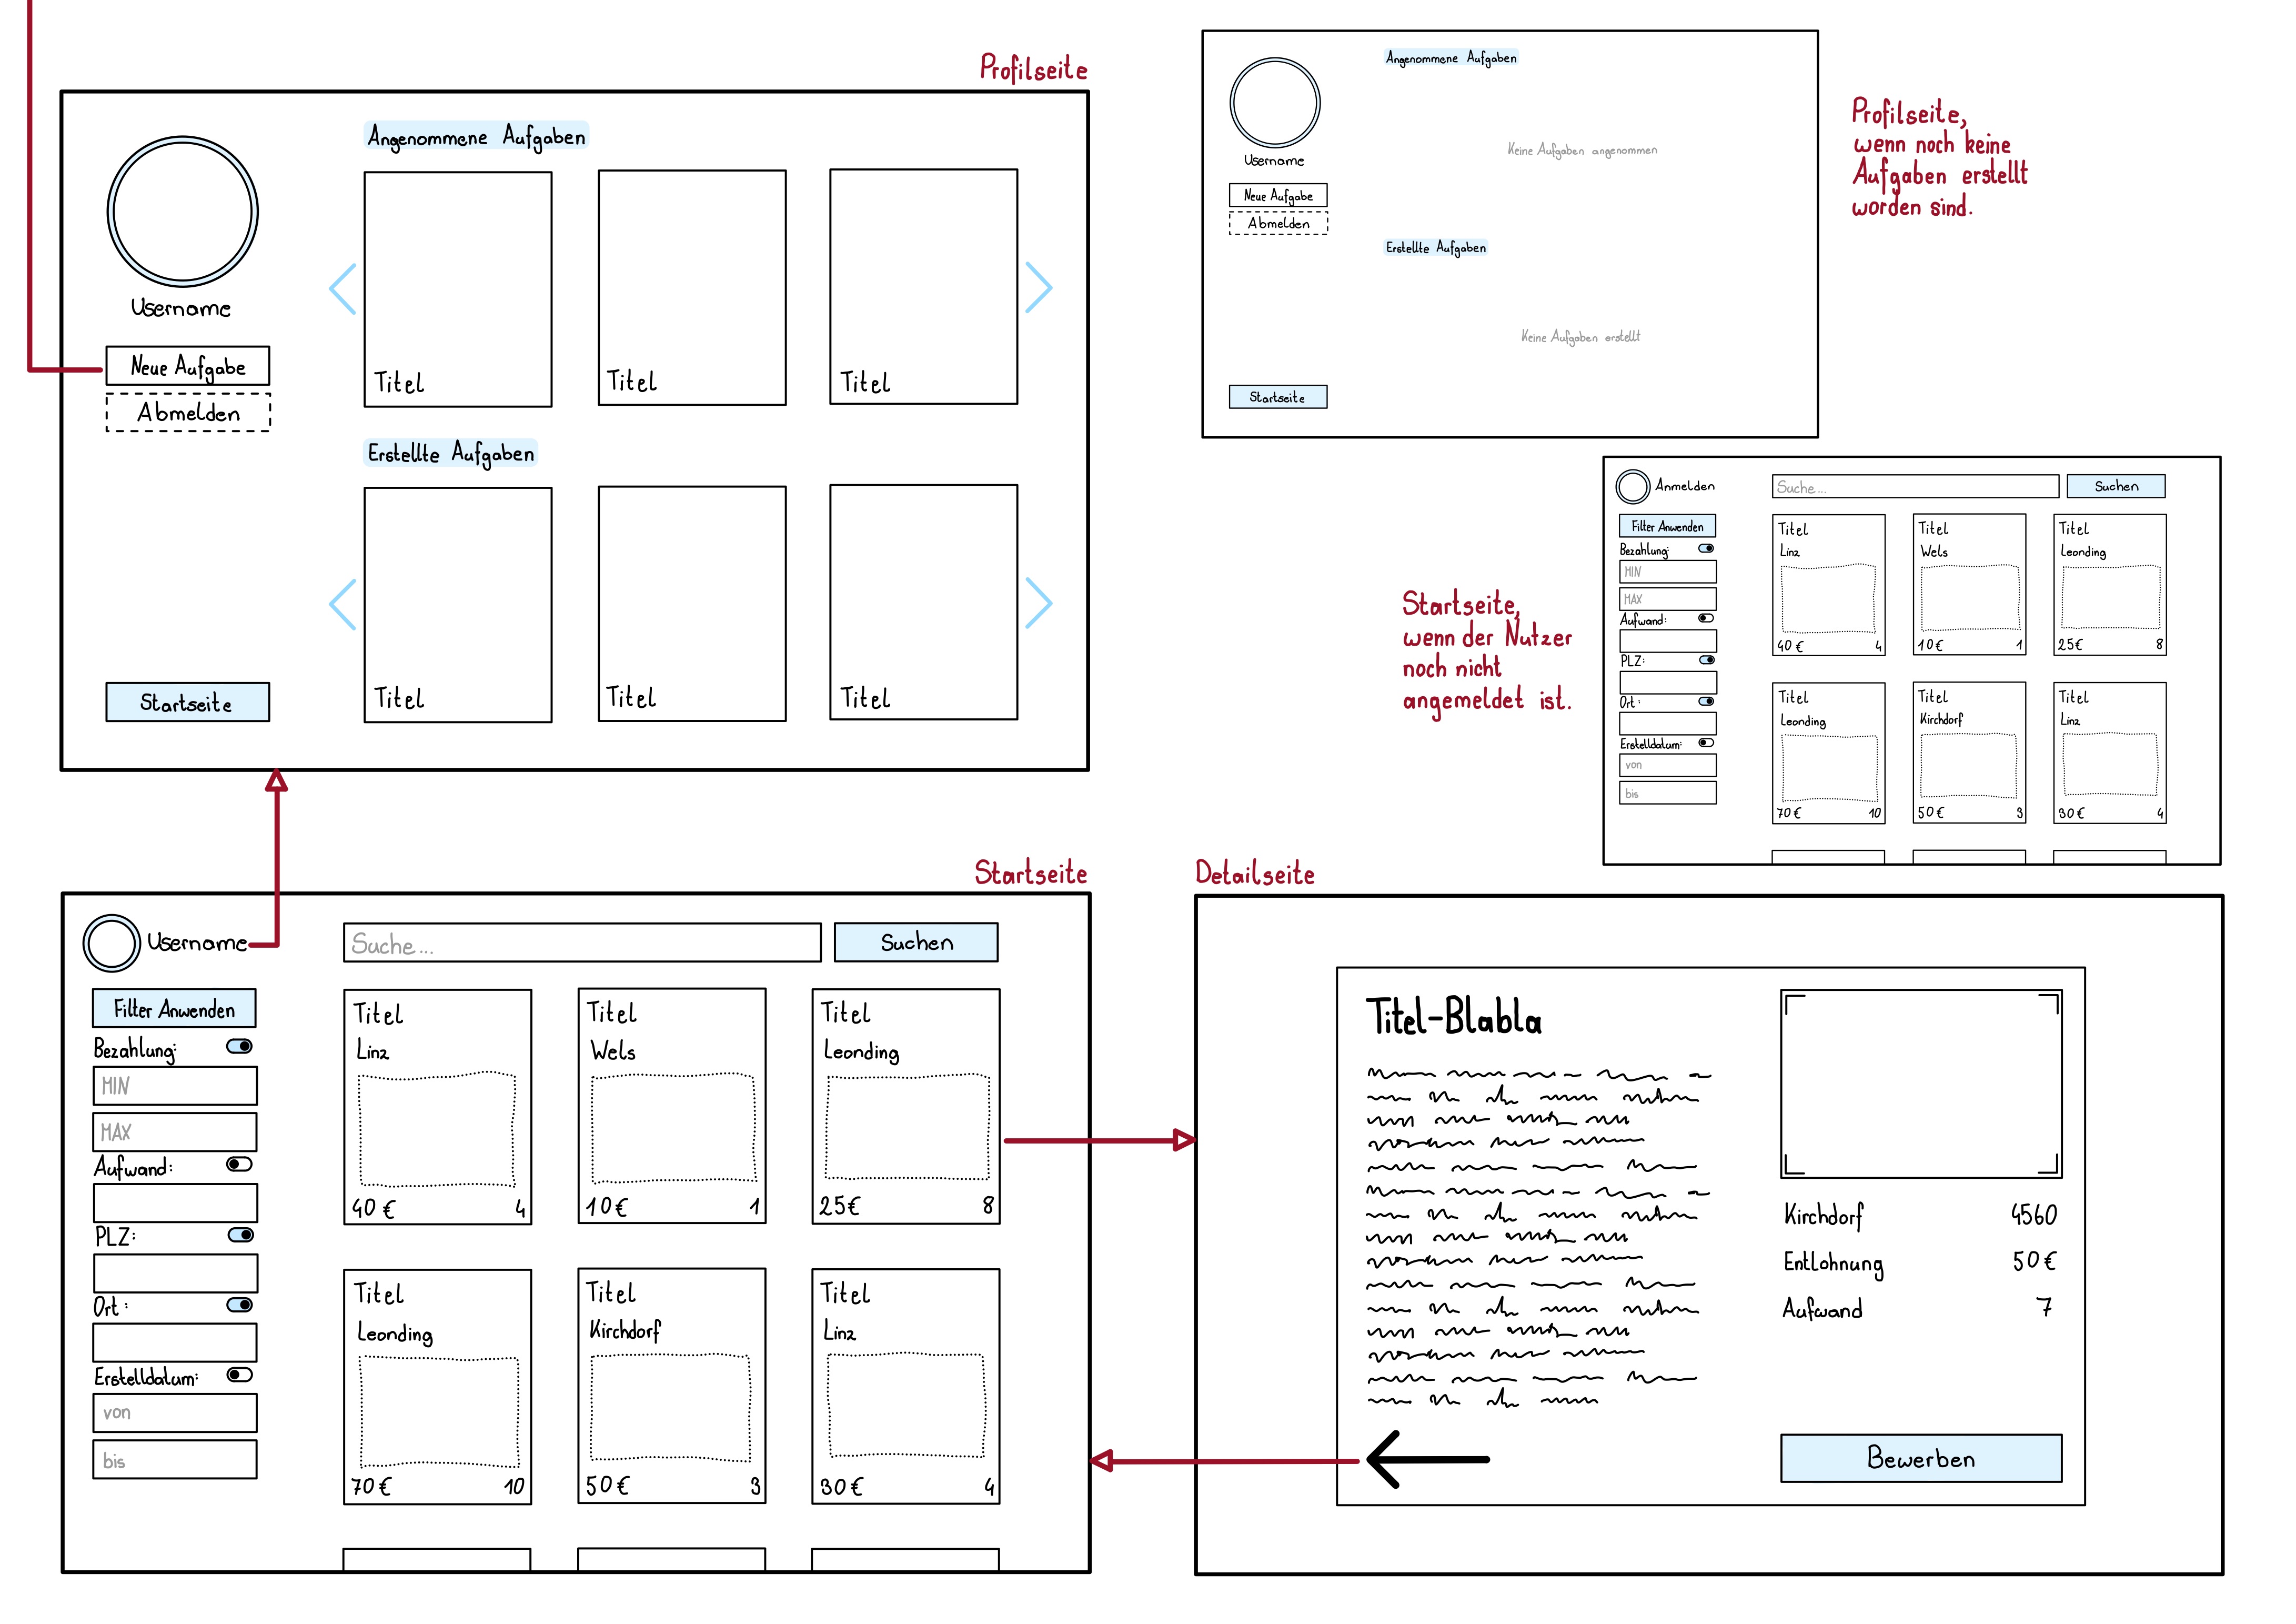 Profilseite
Angenommene Aufgaben
Username
Neue Aufgabe
Abmelden
Titel
Titel
Titel
Erstellte Aufgaben
Titel
Titel
Titel
Startseite
Angenommene Aufgaben
Username
Keine Aufgaben angenommen
Neue Aufgabe
Abmelden
Erstellte Aufgaben
Keine Aufgaben erstellt
Startseite
Profilseite,
wenn noch keine
Aufgaben erstellt
worden sind.
Startseite,
wenn der Nutzer
noch nicht
angemeldet ist.
Anmelden
Suche...
Suchen
Filter Anwenden
Bezahlung:
MIN
MAX
Aufwand:
PLZ:
Ort:
Erstelldatum:
von
bis
Titel
Linz
40€ 4
Titel
Wels
10€ 1
Titel
Leonding
25€ 8
Titel
Leonding
70€ 10
Titel
Kirchdorf
50€ 3
Titel
Linz
30€ 4
Startseite
Username
Suche...
Suchen
Filter Anwenden
Bezahlung:
MIN
MAX
Aufwand:
PLZ:
Ort:
Erstelldatum:
von
bis
Titel
Linz
40€ 4
Titel
Wels
10€ 1
Titel
Leonding
25€ 8
Titel
Leonding
70€ 10
Titel
Kirchdorf
50€ 3
Titel
Linz
30€ 4
Detailseite
Titel-Blabla
Kirchdorf 4560
Entlohnung 50€
Aufwand 7
Bewerben